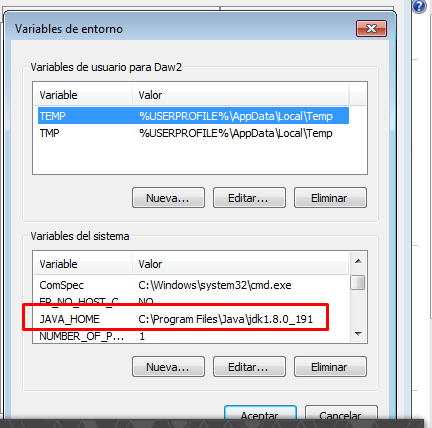 Variables de entorno
Variables de usuario para Daw2
Variable Valor
TEMP %USERPROFILE%\AppData\Local\Temp
TMP %USERPROFILE%\AppData\Local\Temp
Nueva... Editar... Eliminar
Variables del sistema
Variable Valor
ComSpec C:\Windows\system32\cmd.exe
FP_NO_HOST_C... NO
JAVA_HOME C:\Program Files\Java\jdk1.8.0_191
NUMBER_OF_P... 1
Nueva... Editar... Eliminar
Aceptar Cancelar